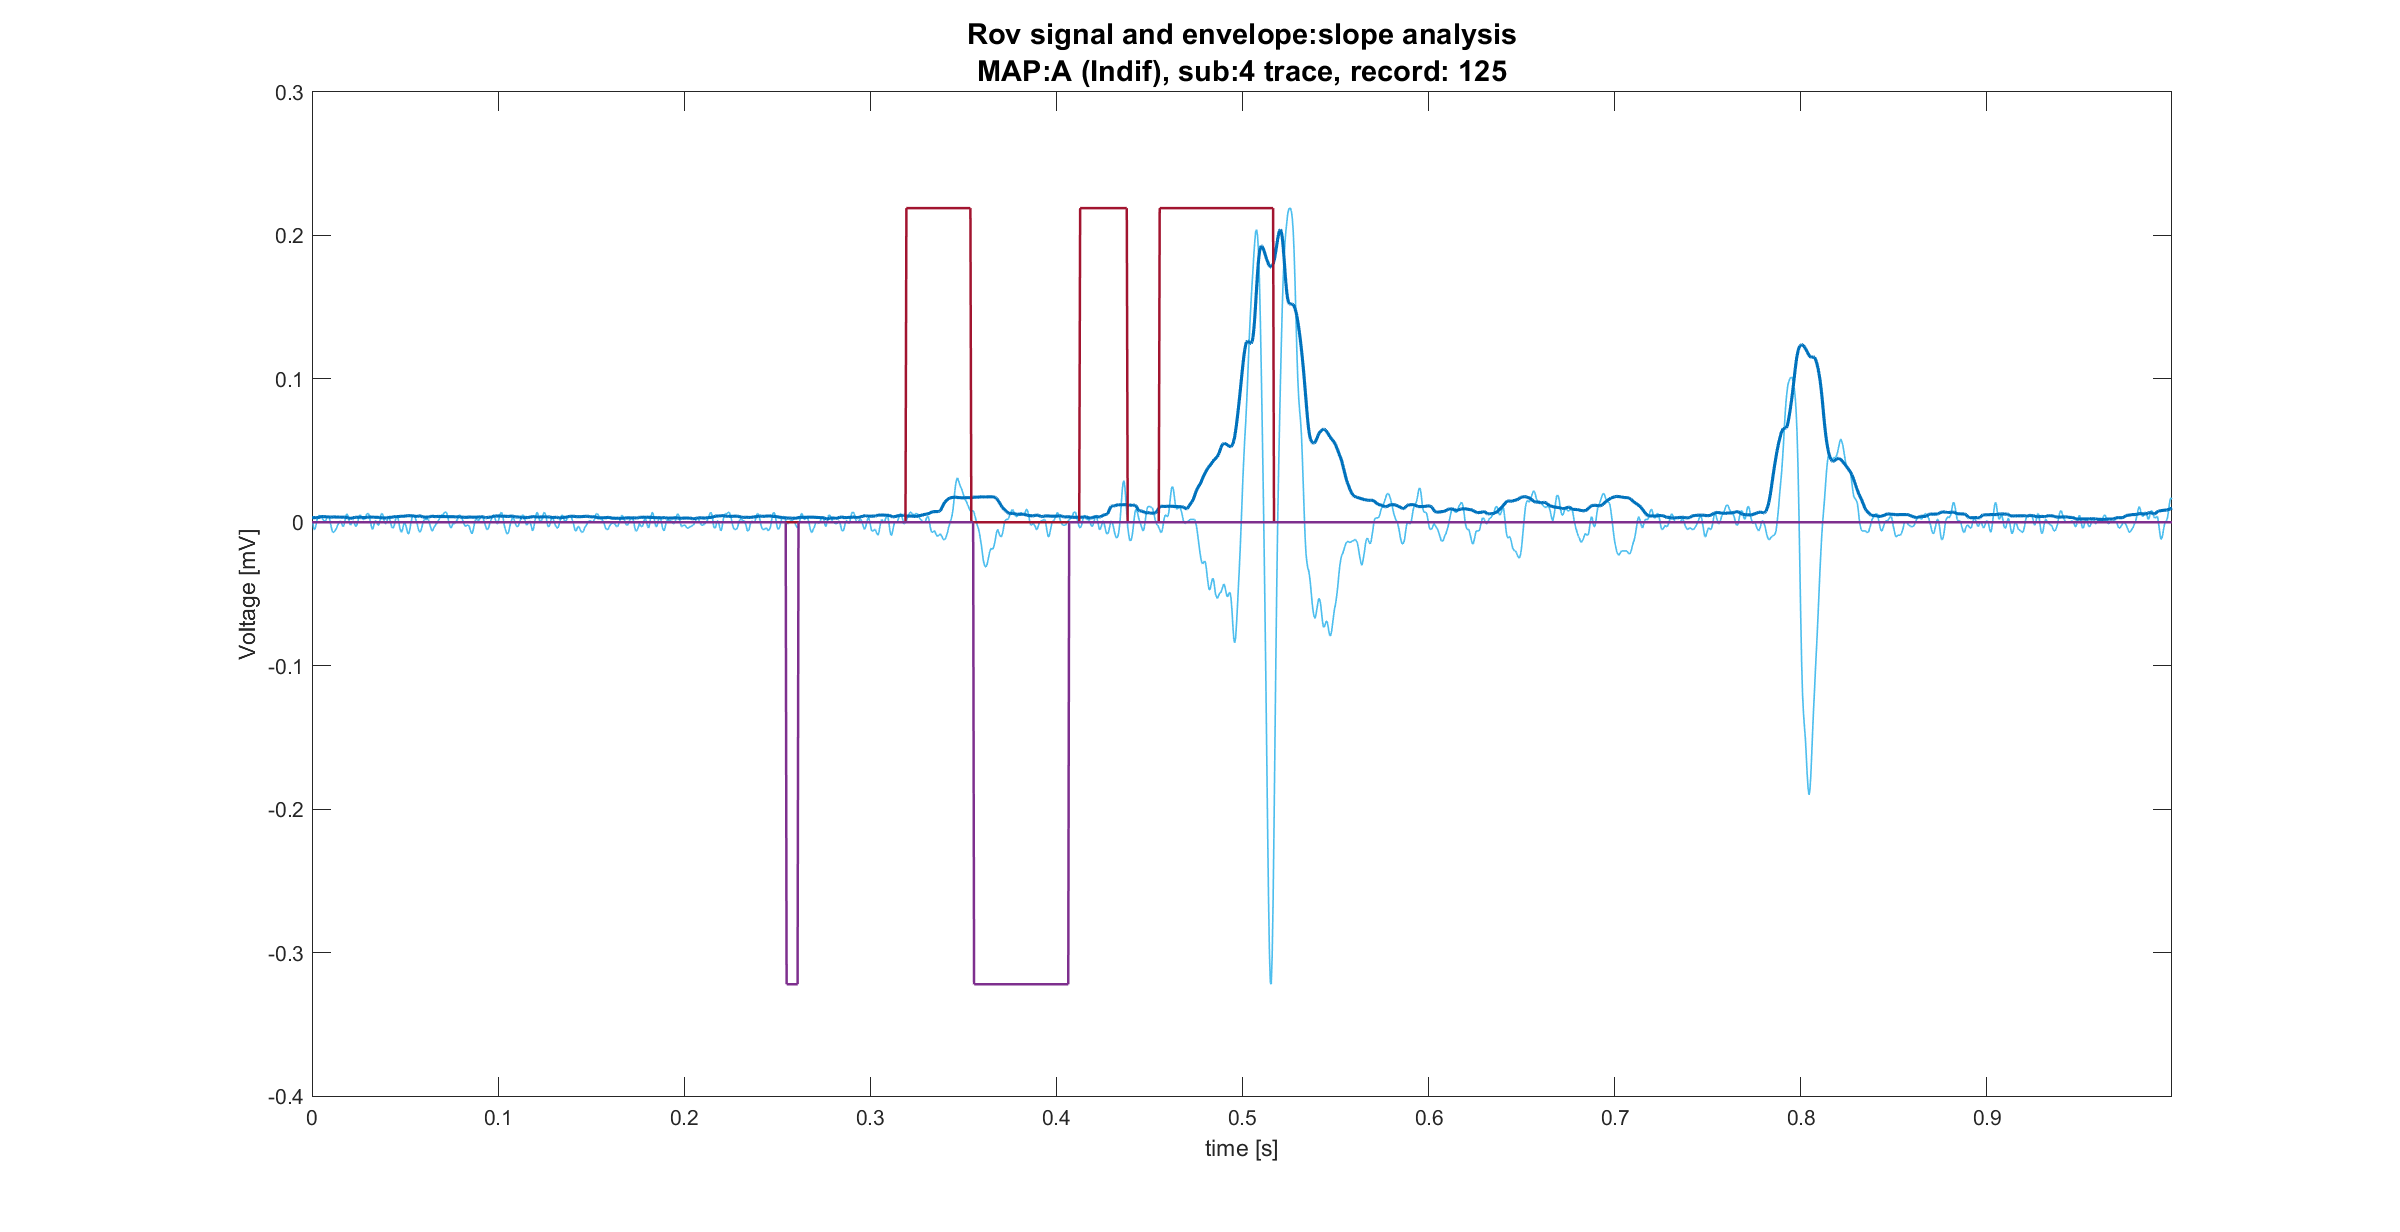 Rov signal and envelope:slope analysis
MAP:A (Indif), sub:4 trace, record: 125
0.3
0.2
0.1
0
-0.1
-0.2
-0.3
-0.4
Voltage [mV]
0 0.1 0.2 0.3 0.4 0.5 0.6 0.7 0.8 0.9
time [s]